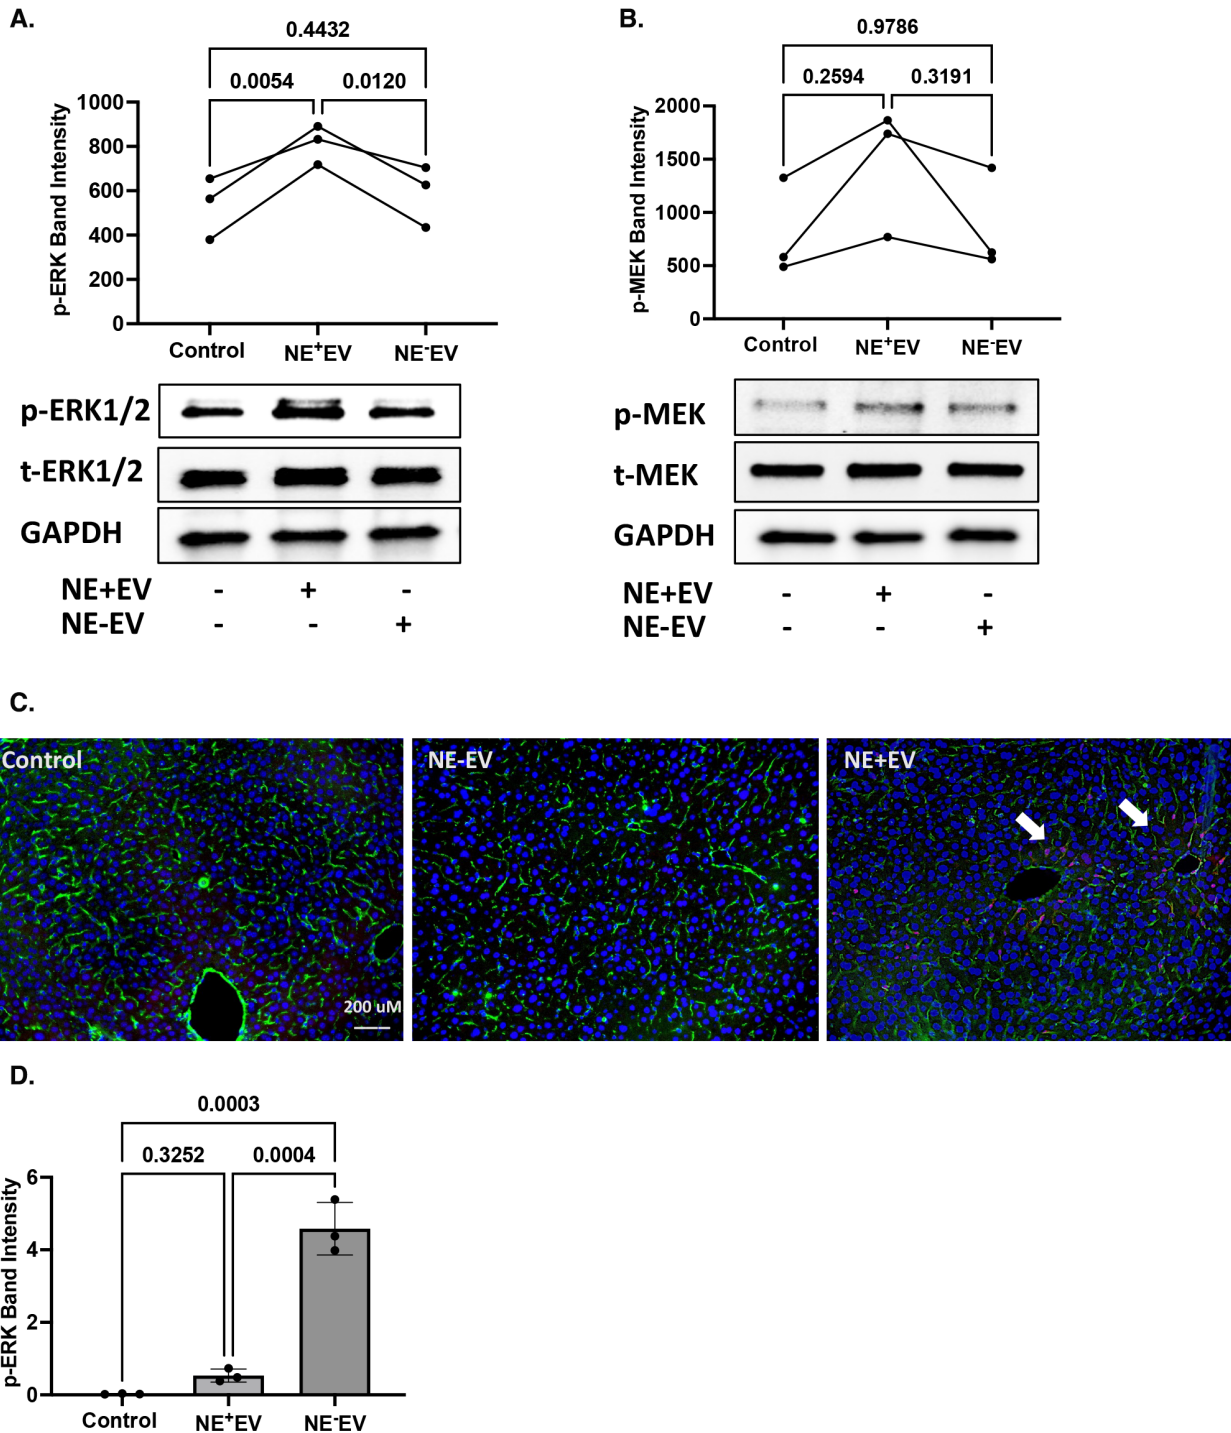 A.
0.4432
0.0054 0.0120
p-ERK Band Intensity
1000
800
600
400
200
0
Control NE⁺EV NE⁻EV
p-ERK1/2
t-ERK1/2
GAPDH
NE+EV - + -
NE-EV - - +
B.
0.9786
0.2594 0.3191
p-MEK Band Intensity
2000
1500
1000
500
0
Control NE⁺EV NE⁻EV
p-MEK
t-MEK
GAPDH
NE+EV - + -
NE-EV - - +
C.
Control NE-EV NE+EV
200 uM
D.
0.0003
0.3252 0.0004
p-ERK Band Intensity
6
4
2
0
Control NE⁺EV NE⁻EV